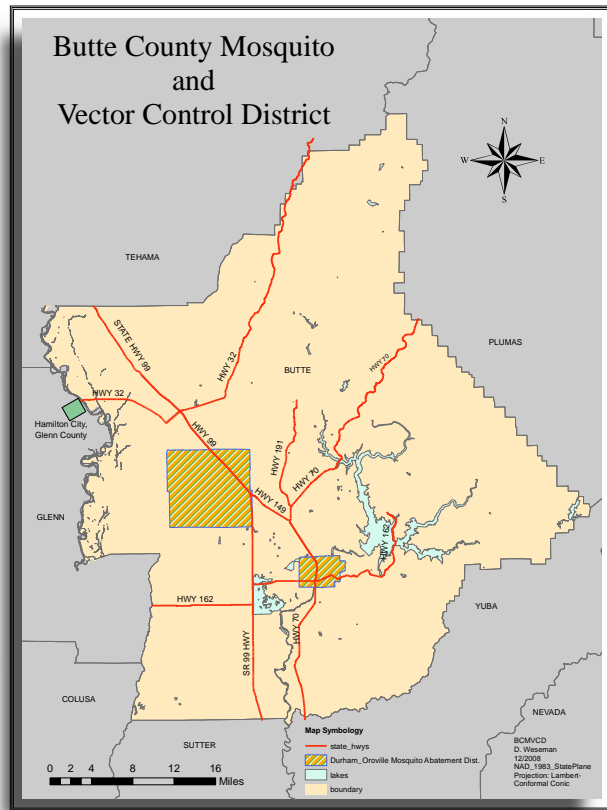 Butte County Mosquito
and
Vector Control District
N
W
E
S
TEHAMA
PLUMAS
STATE HWY 99
HWY 32
HWY 70
BUTTE
HWY 32
Hamilton City,
Glenn County
HWY 99
HWY 191
HWY 70
HWY 149
GLENN
HWY 162
HWY 162
YUBA
HWY 70
SR 99 HWY
COLUSA
NEVADA
SUTTER
Map Symbology
state_hwys
Durham_Oroville Mosquito Abatement Dist.
lakes
boundary
0 2 4 8 12 16
Miles
BCMVCD
D. Weseman
12/2008
NAD_1983_StatePlane
Projection: Lambert-
Conformal Conic